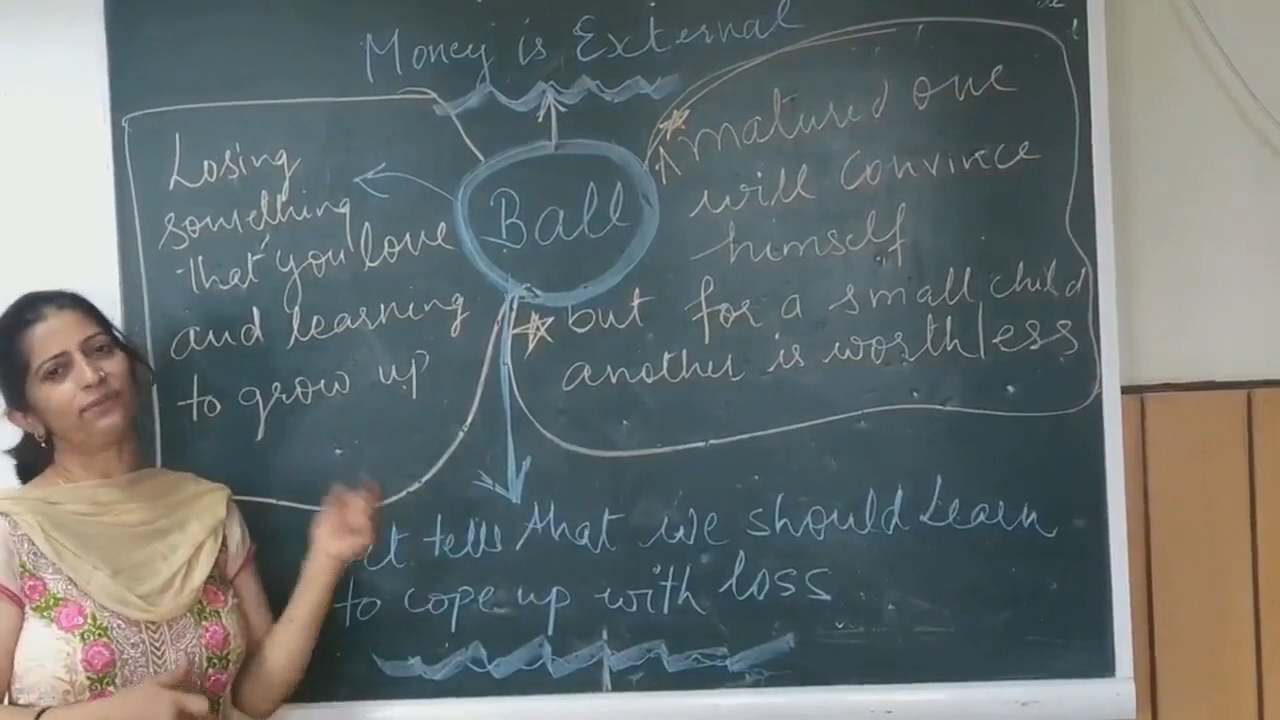 Money is External
Ball
Losing
something
that you love
and learning
to grow up
A matured one
will convince
himself
but for a small child
another is worthless
It tells that we should Learn
to cope up with loss